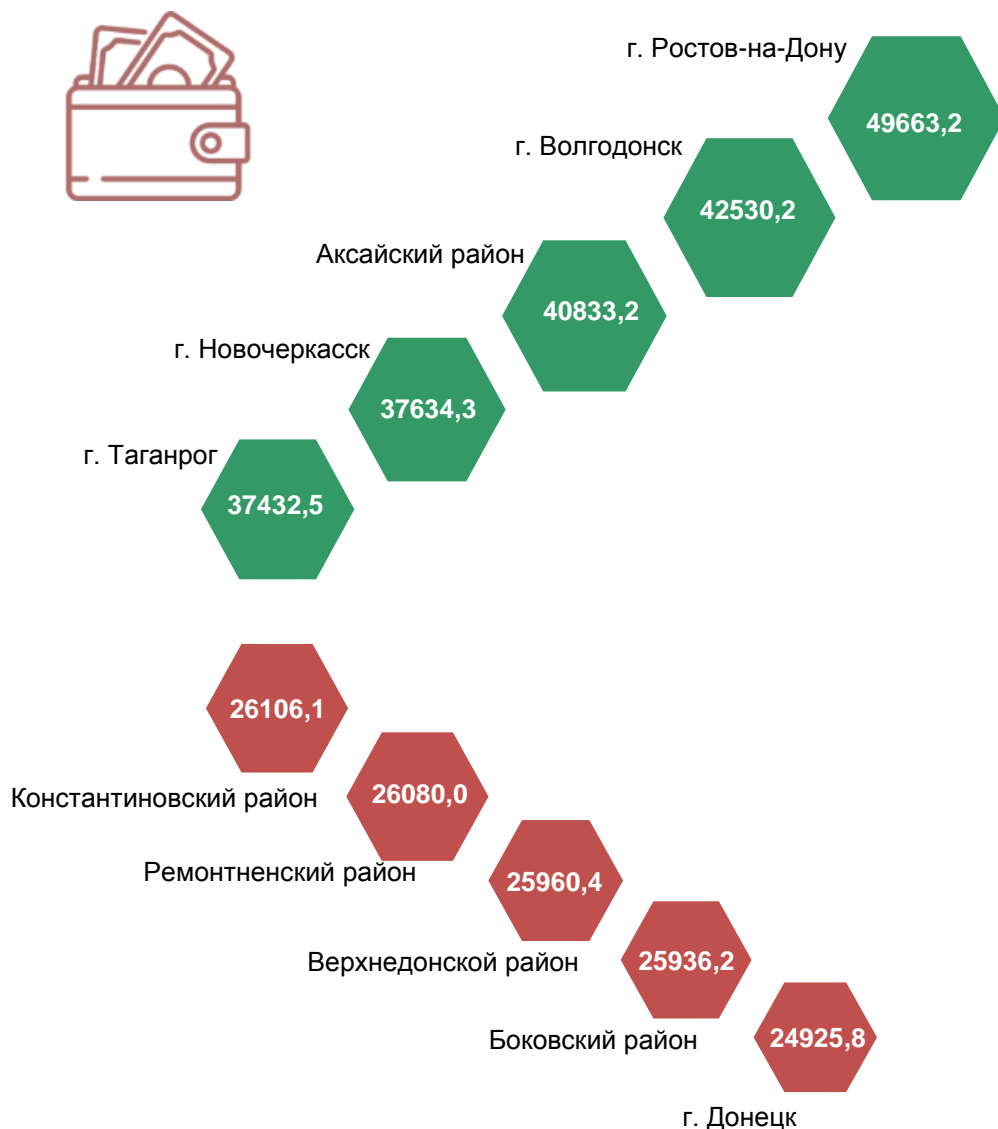 г. Ростов-на-Дону
49663,2
г. Волгодонск
42530,2
Аксайский район
40833,2
г. Новочеркасск
37634,3
г. Таганрог
37432,5
26106,1
Константиновский район
26080,0
Ремонтненский район
25960,4
Верхнедонской район
25936,2
Боковский район
24925,8
г. Донецк